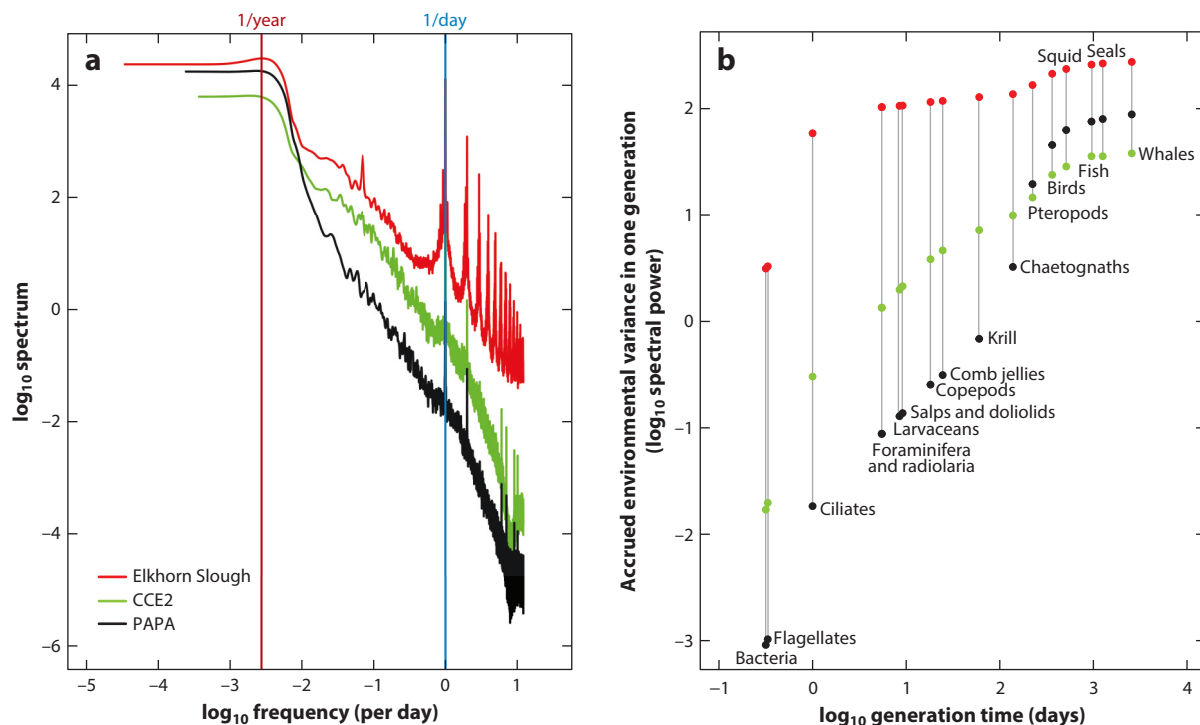 1/year
1/day
a
4
2
0
−2
−4
−6
log10 spectrum
Elkhorn Slough
CCE2
PAPA
−5
−4
−3
−2
−1
0
1
log10 frequency (per day)
b
2
1
0
−1
−2
−3
Accrued environmental variance in one generation
(log10 spectral power)
Squid
Seals
Whales
Fish
Birds
Pteropods
Chaetognaths
Krill
Comb jellies
Copepods
Salps and doliolids
Larvaceans
Foraminifera
and radiolaria
Ciliates
Flagellates
Bacteria
−1
0
1
2
3
4
log10 generation time (days)